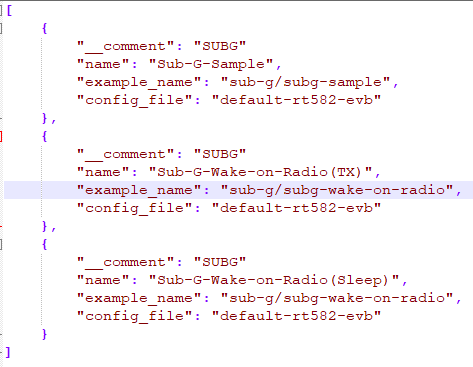 [
    {
        "__comment": "SUBG"
        "name": "Sub-G-Sample",
        "example_name": "sub-g/subg-sample",
        "config_file": "default-rt582-evb"
    },
    {
        "__comment": "SUBG"
        "name": "Sub-G-Wake-on-Radio(TX)",
        "example_name": "sub-g/subg-wake-on-radio",
        "config_file": "default-rt582-evb"
    },
    {
        "__comment": "SUBG"
        "name": "Sub-G-Wake-on-Radio(Sleep)",
        "example_name": "sub-g/subg-wake-on-radio",
        "config_file": "default-rt582-evb"
    }
]